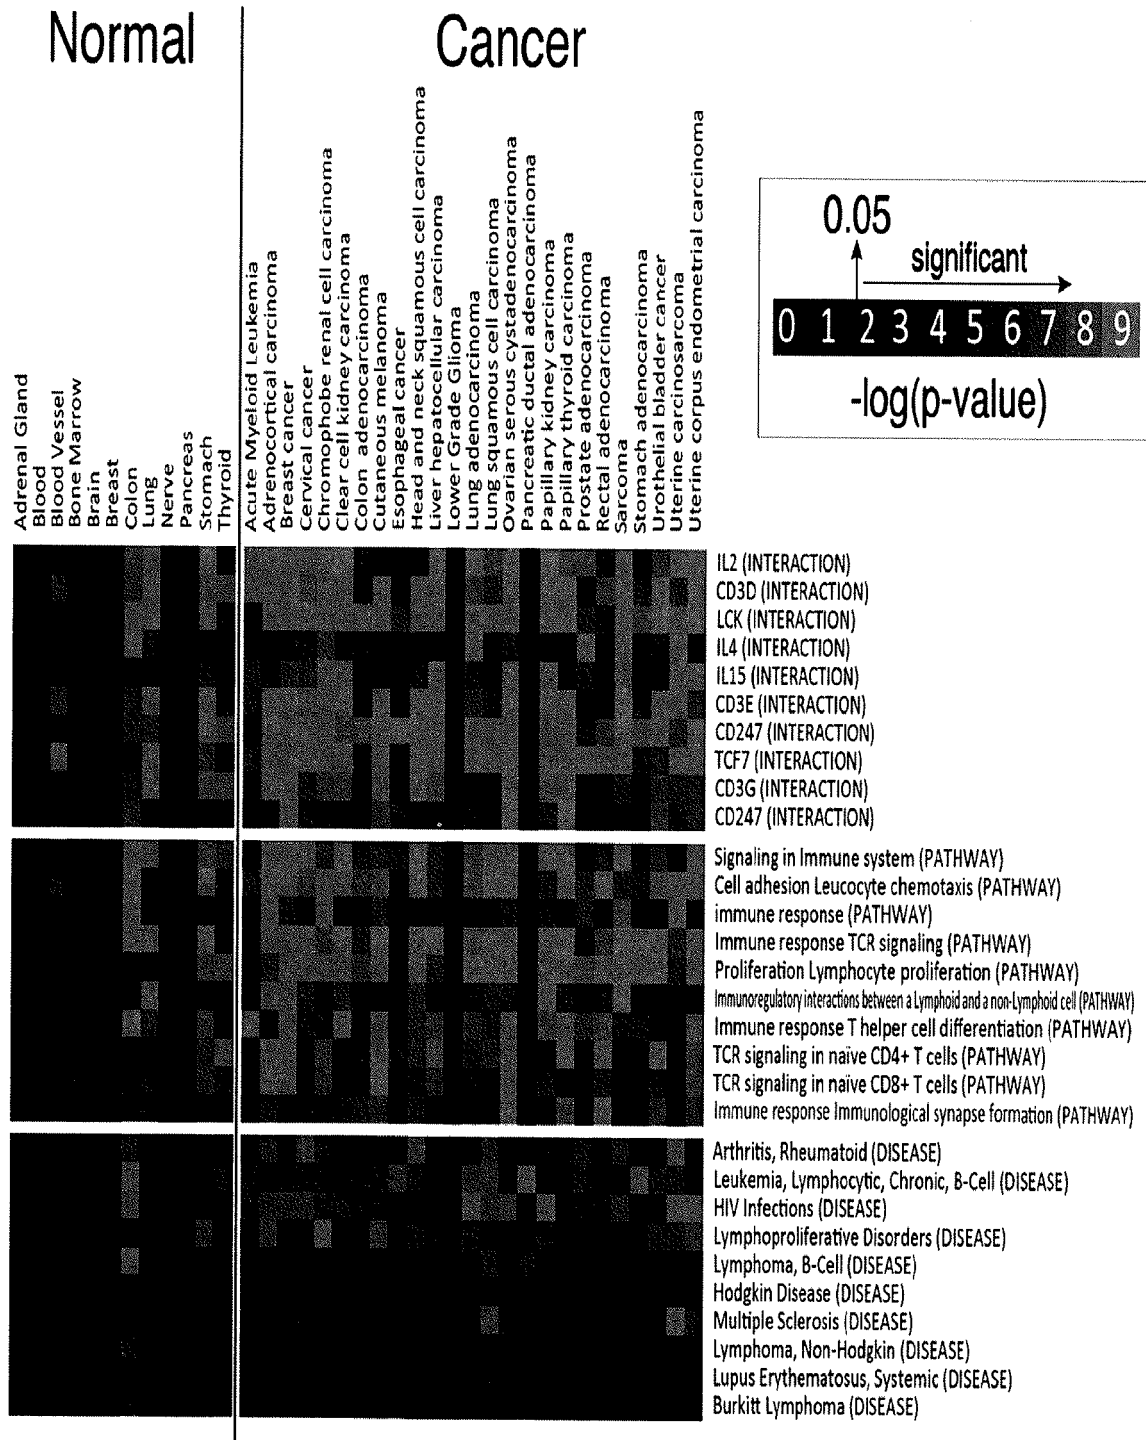 Normal
Cancer
Adrenal Gland
Blood
Blood Vessel
Bone Marrow
Brain
Breast
Colon
Lung
Nerve
Pancreas
Stomach
Thyroid
Acute Myeloid Leukemia
Adrenocortical carcinoma
Breast cancer
Cervical cancer
Chromophobe renal cell carcinoma
Clear cell kidney carcinoma
Colon adenocarcinoma
Cutaneous melanoma
Esophageal cancer
Head and neck squamous cell carcinoma
Liver hepatocellular carcinoma
Lower Grade Glioma
Lung adenocarcinoma
Lung squamous cell carcinoma
Ovarian serous cystadenocarcinoma
Pancreatic ductal adenocarcinoma
Papillary kidney carcinoma
Papillary thyroid carcinoma
Prostate adenocarcinoma
Rectal adenocarcinoma
Sarcoma
Stomach adenocarcinoma
Urothelial bladder cancer
Uterine carcinosarcoma
Uterine corpus endometrial carcinoma
0.05
significant
0 1 2 3 4 5 6 7 8 9
-log(p-value)
IL2 (INTERACTION)
CD3D (INTERACTION)
LCK (INTERACTION)
IL4 (INTERACTION)
IL15 (INTERACTION)
CD3E (INTERACTION)
CD247 (INTERACTION)
TCF7 (INTERACTION)
CD3G (INTERACTION)
CD247 (INTERACTION)
Signaling in Immune system (PATHWAY)
Cell adhesion Leucocyte chemotaxis (PATHWAY)
immune response (PATHWAY)
Immune response TCR signaling (PATHWAY)
Proliferation Lymphocyte proliferation (PATHWAY)
Immunoregulatory interactions between a Lymphoid and a non-Lymphoid cell (PATHWAY)
Immune response T helper cell differentiation (PATHWAY)
TCR signaling in naïve CD4+ T cells (PATHWAY)
TCR signaling in naïve CD8+ T cells (PATHWAY)
Immune response Immunological synapse formation (PATHWAY)
Arthritis, Rheumatoid (DISEASE)
Leukemia, Lymphocytic, Chronic, B-Cell (DISEASE)
HIV Infections (DISEASE)
Lymphoproliferative Disorders (DISEASE)
Lymphoma, B-Cell (DISEASE)
Hodgkin Disease (DISEASE)
Multiple Sclerosis (DISEASE)
Lymphoma, Non-Hodgkin (DISEASE)
Lupus Erythematosus, Systemic (DISEASE)
Burkitt Lymphoma (DISEASE)